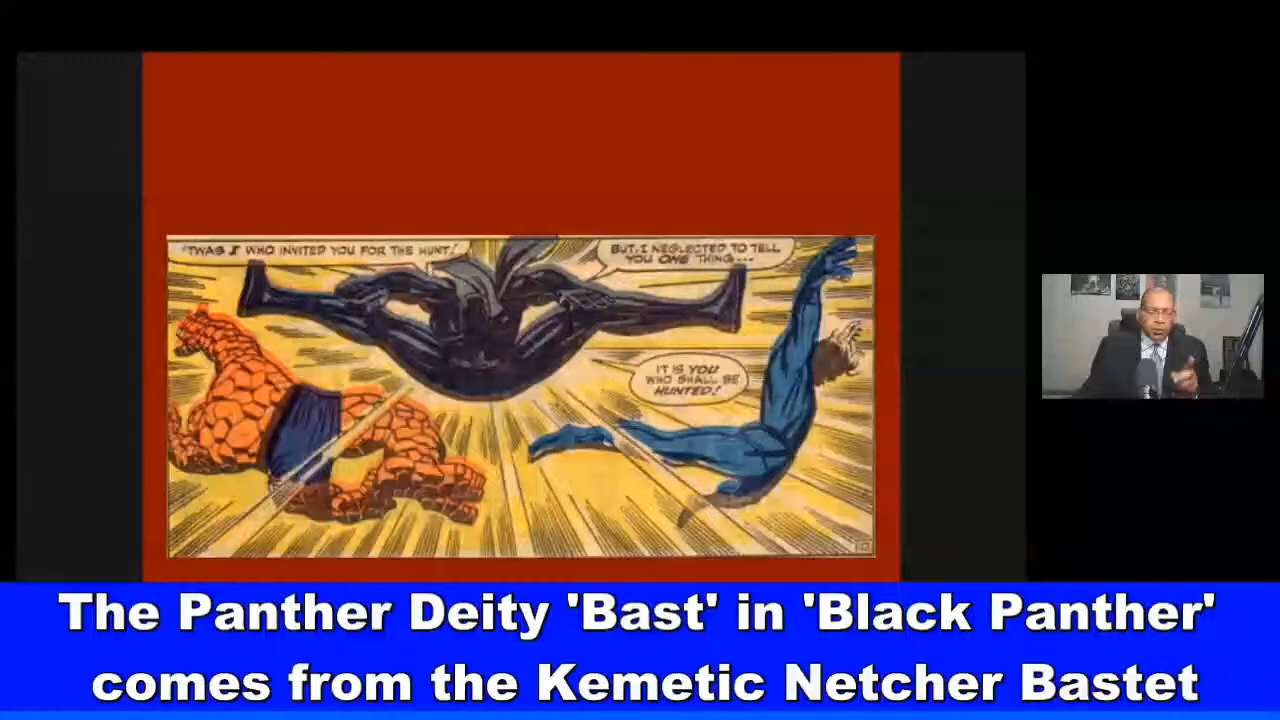 'TWAS I WHO INVITED YOU FOR THE HUNT!
BUT, I NEGLECTED TO TELL
YOU ONE THING...
IT IS YOU
WHO SHALL BE
HUNTED!
The Panther Deity 'Bast' in 'Black Panther'
comes from the Kemetic Netcher Bastet